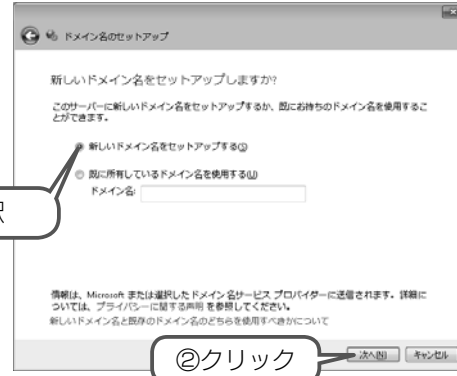 ドメイン名のセットアップ
新しいドメイン名をセットアップしますか?
このサーバーに新しいドメイン名をセットアップするか、既にお持ちのドメイン名を使用するこ
とができます。
新しいドメイン名をセットアップする(S)
既に所有しているドメイン名を使用する(U)
ドメイン名:
択
情報は、Microsoft または選択したドメイン名サービス プロバイダーに送信されます。詳細に
ついては、プライバシーに関する声明 を参照してください。
新しいドメイン名と既存のドメイン名のどちらを使用すべきかについて
②クリック
次へ(N) キャンセル